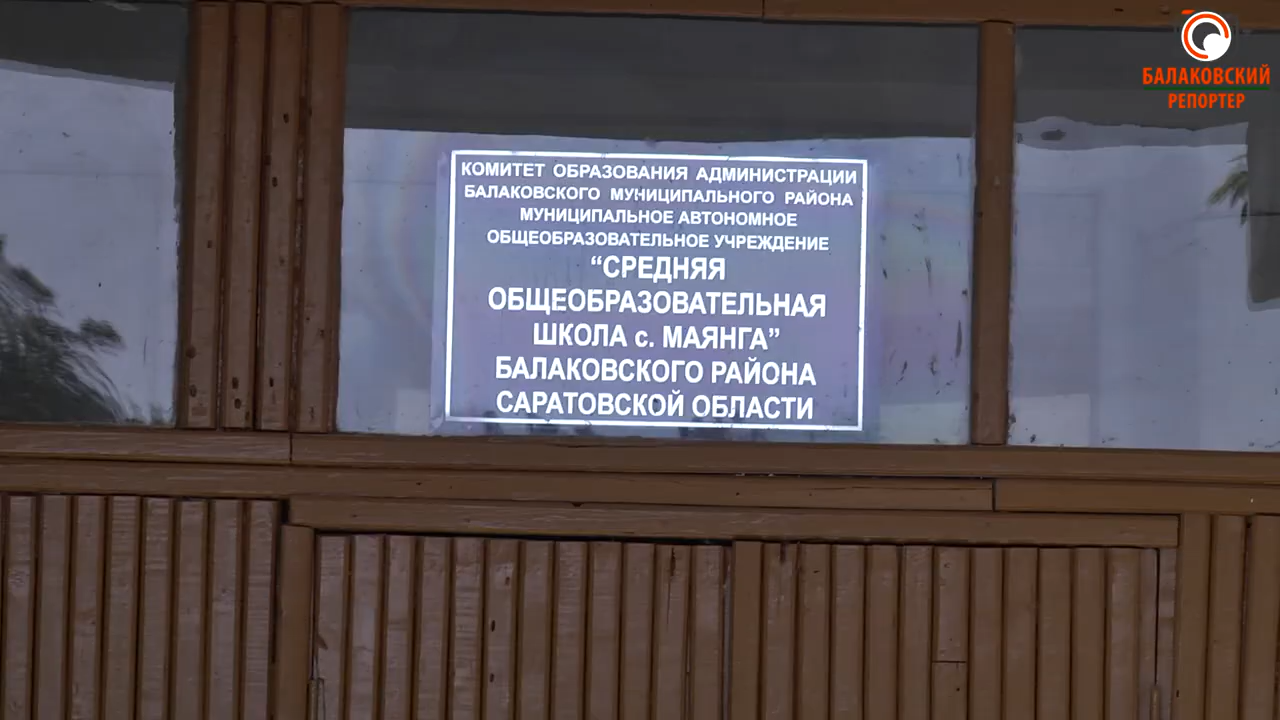 БАЛАКОВСКИЙ
РЕПОРТЕР
КОМИТЕТ ОБРАЗОВАНИЯ АДМИНИСТРАЦИИ
БАЛАКОВСКОГО МУНИЦИПАЛЬНОГО РАЙОНА
МУНИЦИПАЛЬНОЕ АВТОНОМНОЕ
ОБЩЕОБРАЗОВАТЕЛЬНОЕ УЧРЕЖДЕНИЕ
“СРЕДНЯЯ
ОБЩЕОБРАЗОВАТЕЛЬНАЯ
ШКОЛА с. МАЯНГА”
БАЛАКОВСКОГО РАЙОНА
САРАТОВСКОЙ ОБЛАСТИ